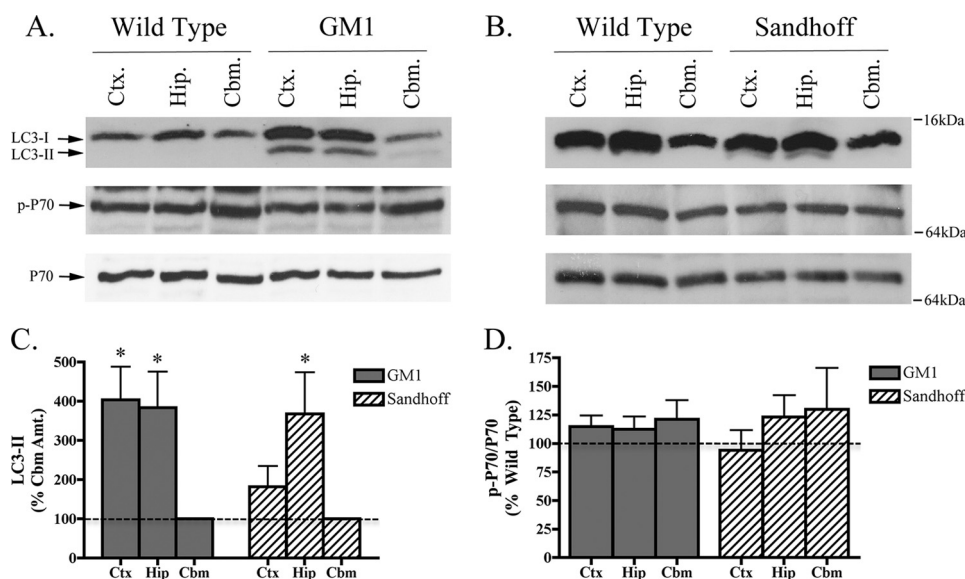 A.
Wild Type GM1
Ctx. Hip. Cbm. Ctx. Hip. Cbm.
LC3-I
LC3-II
p-P70
P70
B.
Wild Type Sandhoff
Ctx. Hip. Cbm. Ctx. Hip. Cbm.
16kDa
64kDa
64kDa
C.
LC3-II
(% Cbm Amt.)
500
400
300
200
100
0
* * *
GM1
Sandhoff
Ctx Hip Cbm Ctx Hip Cbm
D.
p-P70/P70
(% Wild Type)
175
150
125
100
75
50
25
0
GM1
Sandhoff
Ctx Hip Cbm Ctx Hip Cbm